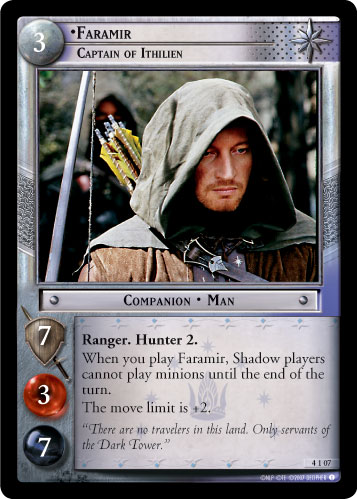 3
•Faramir
Captain of Ithilien
Companion • Man
7
Ranger. Hunter 2.
When you play Faramir, Shadow players
cannot play minions until the end of the
turn.
3
The move limit is +2.
7
"There are no travelers in this land. Only servants
of the Dark Tower."
4 1 07